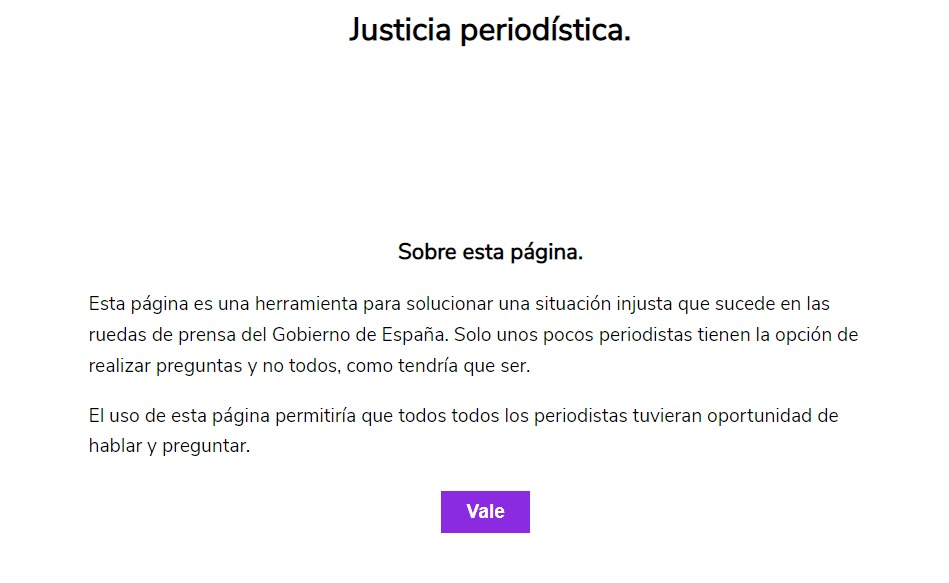 Justicia periodística.
Sobre esta página.
Esta página es una herramienta para solucionar una situación injusta que sucede en las
ruedas de prensa del Gobierno de España. Solo unos pocos periodistas tienen la opción de
realizar preguntas y no todos, como tendría que ser.
El uso de esta página permitiría que todos todos los periodistas tuvieran oportunidad de
hablar y preguntar.
Vale